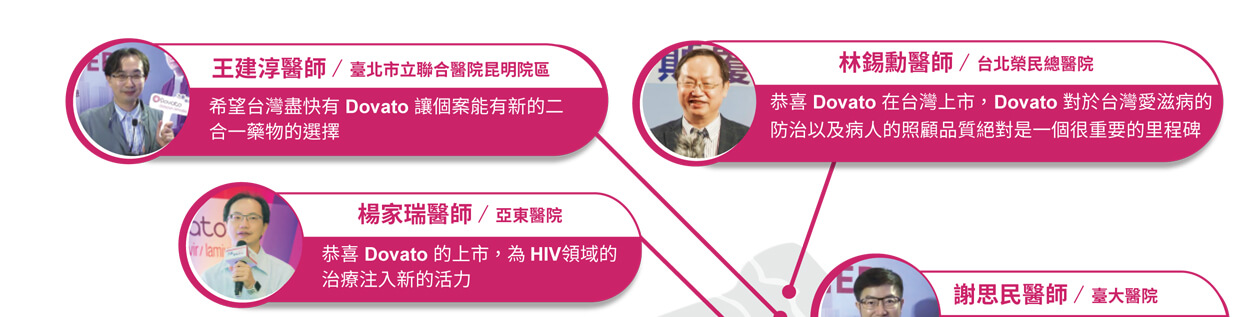 王建淳醫師 / 臺北市立聯合醫院昆明院區
希望台灣盡快有 Dovato 讓個案能有新的二
合一藥物的選擇
Dovato
林錫勳醫師 / 台北榮民總醫院
恭喜 Dovato 在台灣上市，Dovato 對於台灣愛滋病的
防治以及病人的照顧品質絕對是一個很重要的里程碑
楊家瑞醫師 / 亞東醫院
恭喜 Dovato 的上市，為 HIV領域的
治療注入新的活力
謝思民醫師 / 臺大醫院